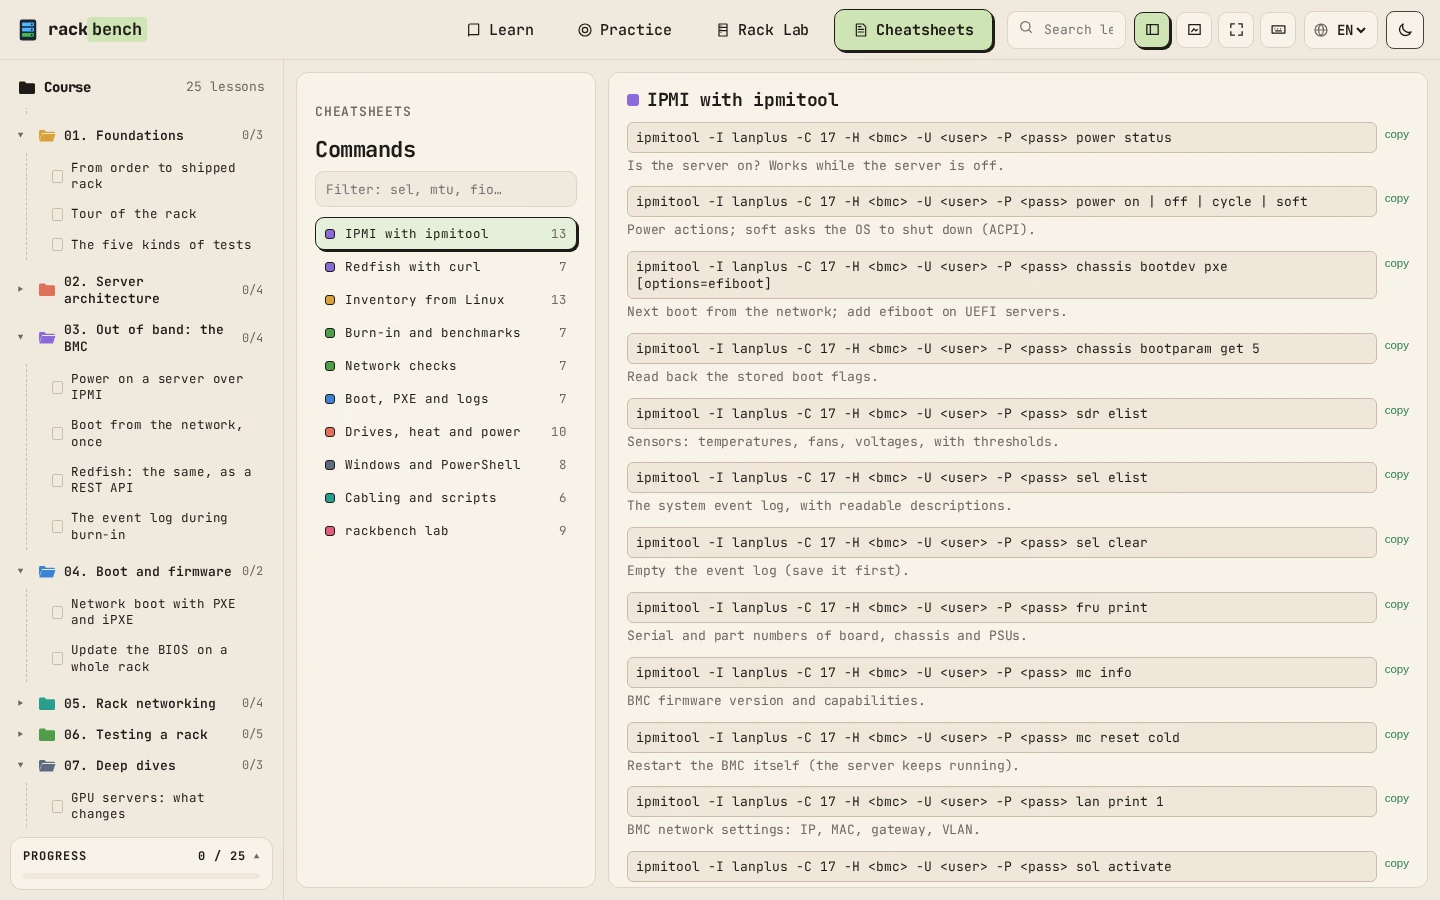 rackbench
Learn
Practice
Rack Lab
Cheatsheets
Search le
EN
Course
25 lessons
01. Foundations
0/3
From order to shipped
rack
Tour of the rack
The five kinds of tests
02. Server
architecture
0/4
03. Out of band: the
BMC
0/4
Power on a server over
IPMI
Boot from the network,
once
Redfish: the same, as a
REST API
The event log during
burn-in
04. Boot and firmware
0/2
Network boot with PXE
and iPXE
Update the BIOS on a
whole rack
05. Rack networking
0/4
06. Testing a rack
0/5
07. Deep dives
0/3
GPU servers: what
changes
PROGRESS
0 / 25
CHEATSHEETS
Commands
Filter: sel, mtu, fio…
IPMI with ipmitool 13
Redfish with curl 7
Inventory from Linux 13
Burn-in and benchmarks 7
Network checks 7
Boot, PXE and logs 7
Drives, heat and power 10
Windows and PowerShell 8
Cabling and scripts 6
rackbench lab 9
IPMI with ipmitool
ipmitool -I lanplus -C 17 -H <bmc> -U <user> -P <pass> power status
copy
Is the server on? Works while the server is off.
ipmitool -I lanplus -C 17 -H <bmc> -U <user> -P <pass> power on | off | cycle | soft
copy
Power actions; soft asks the OS to shut down (ACPI).
ipmitool -I lanplus -C 17 -H <bmc> -U <user> -P <pass> chassis bootdev pxe
[options=efiboot]
copy
Next boot from the network; add efiboot on UEFI servers.
ipmitool -I lanplus -C 17 -H <bmc> -U <user> -P <pass> chassis bootparam get 5
copy
Read back the stored boot flags.
ipmitool -I lanplus -C 17 -H <bmc> -U <user> -P <pass> sdr elist
copy
Sensors: temperatures, fans, voltages, with thresholds.
ipmitool -I lanplus -C 17 -H <bmc> -U <user> -P <pass> sel elist
copy
The system event log, with readable descriptions.
ipmitool -I lanplus -C 17 -H <bmc> -U <user> -P <pass> sel clear
copy
Empty the event log (save it first).
ipmitool -I lanplus -C 17 -H <bmc> -U <user> -P <pass> fru print
copy
Serial and part numbers of board, chassis and PSUs.
ipmitool -I lanplus -C 17 -H <bmc> -U <user> -P <pass> mc info
copy
BMC firmware version and capabilities.
ipmitool -I lanplus -C 17 -H <bmc> -U <user> -P <pass> mc reset cold
copy
Restart the BMC itself (the server keeps running).
ipmitool -I lanplus -C 17 -H <bmc> -U <user> -P <pass> lan print 1
copy
BMC network settings: IP, MAC, gateway, VLAN.
ipmitool -I lanplus -C 17 -H <bmc> -U <user> -P <pass> sol activate
copy